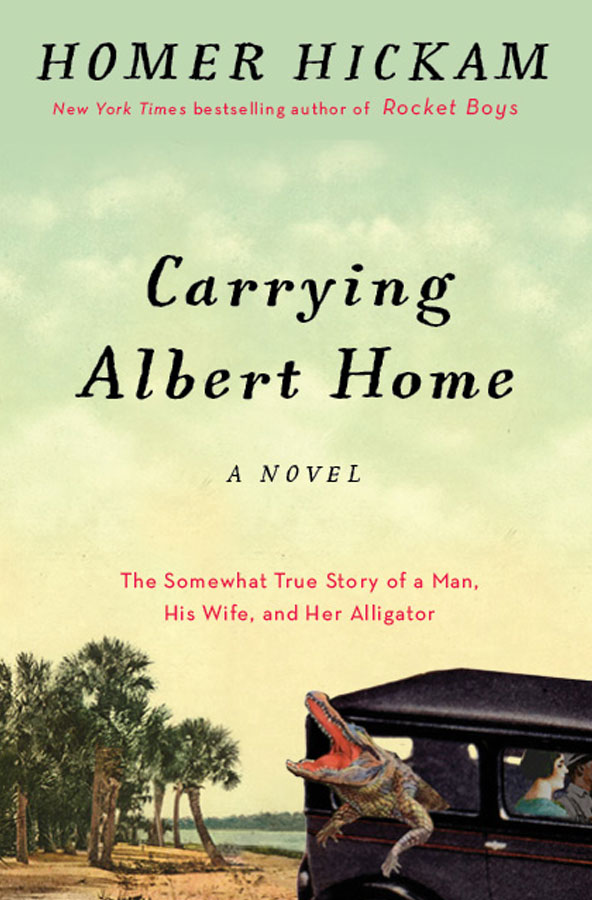 HOMER HICKAM
New York Times bestselling author of Rocket Boys
Carrying
Albert Home
A NOVEL
The Somewhat True Story of a Man,
His Wife, and Her Alligator